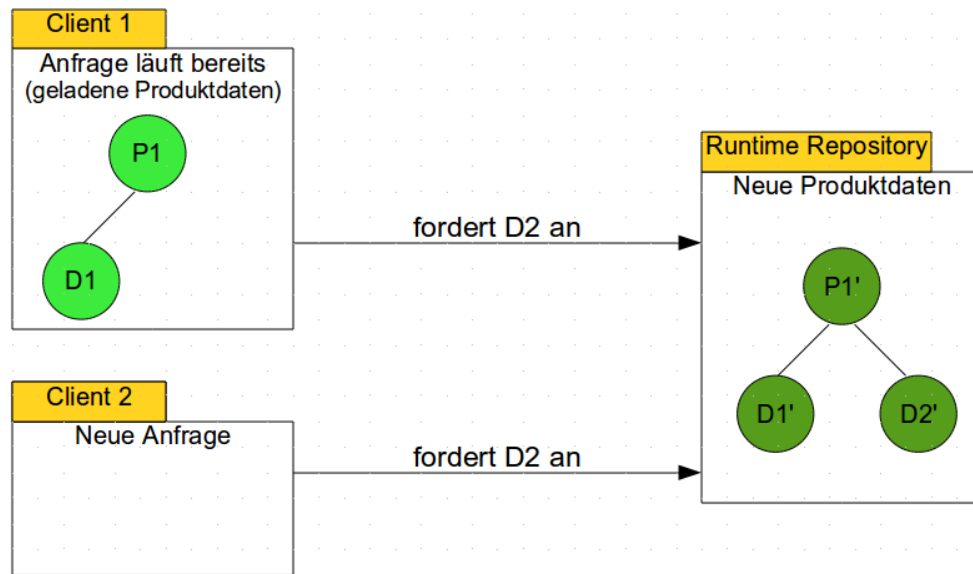 Client 1
Anfrage läuft bereits
(geladene Produktdaten)
P1
D1
fordert D2 an
Runtime Repository
Neue Produktdaten
P1'
D1'
D2'
Client 2
Neue Anfrage
fordert D2 an